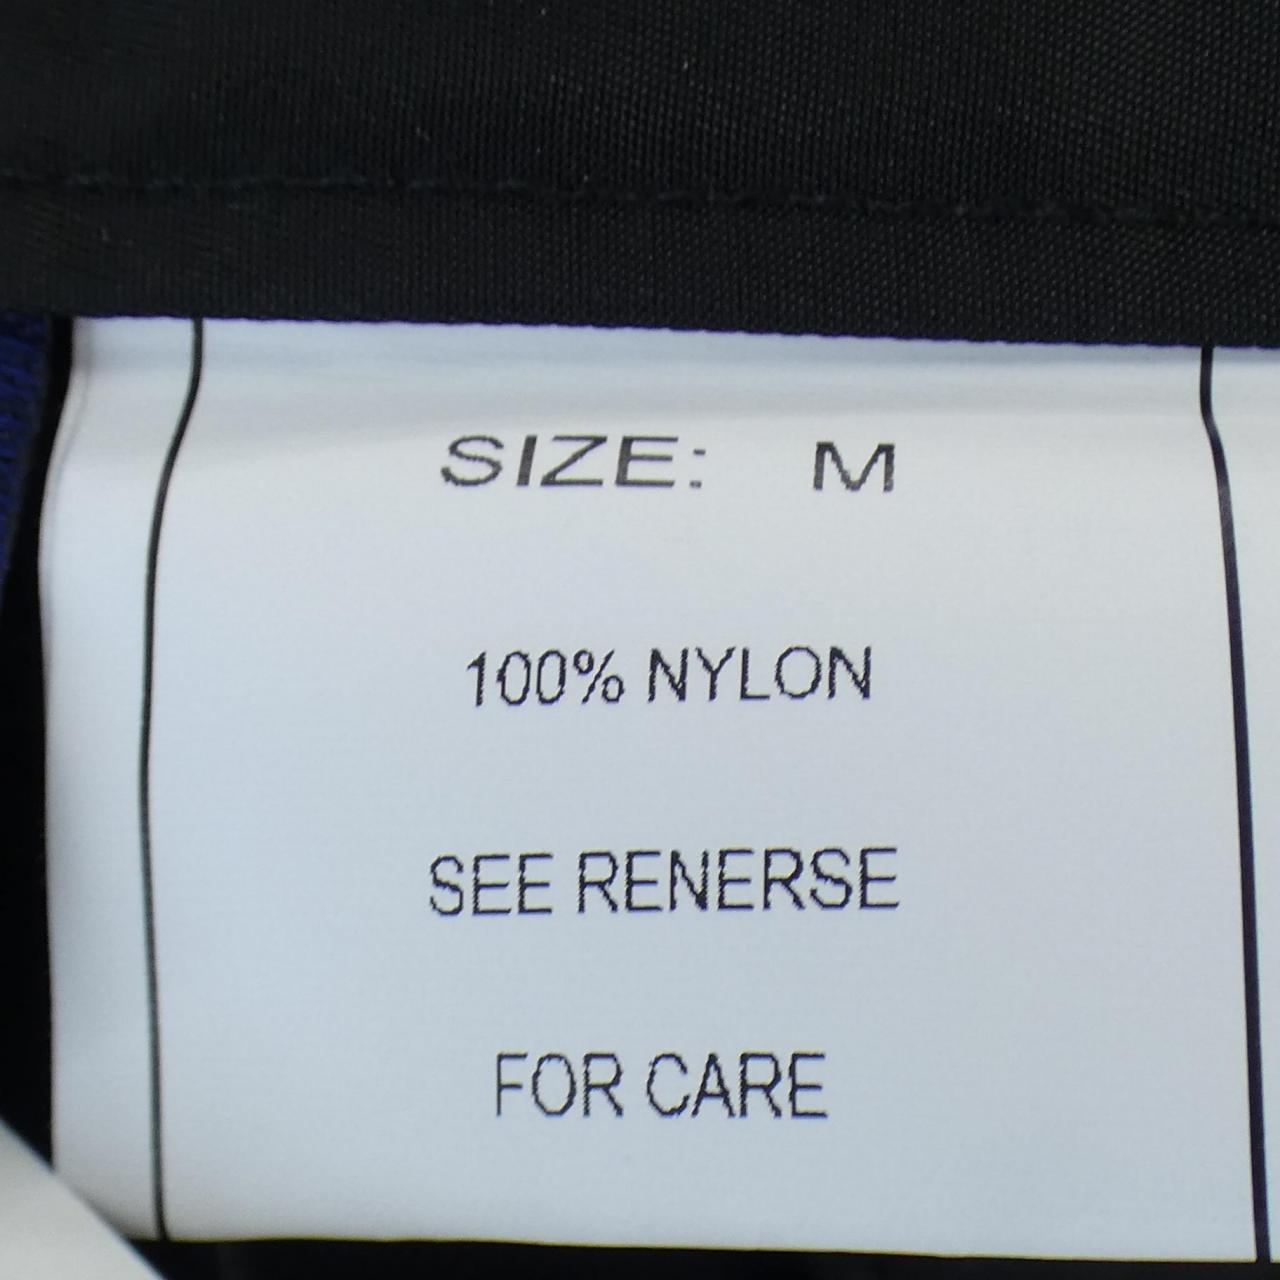 SIZE: M
100% NYLON
SEE RENERSE
FOR CARE